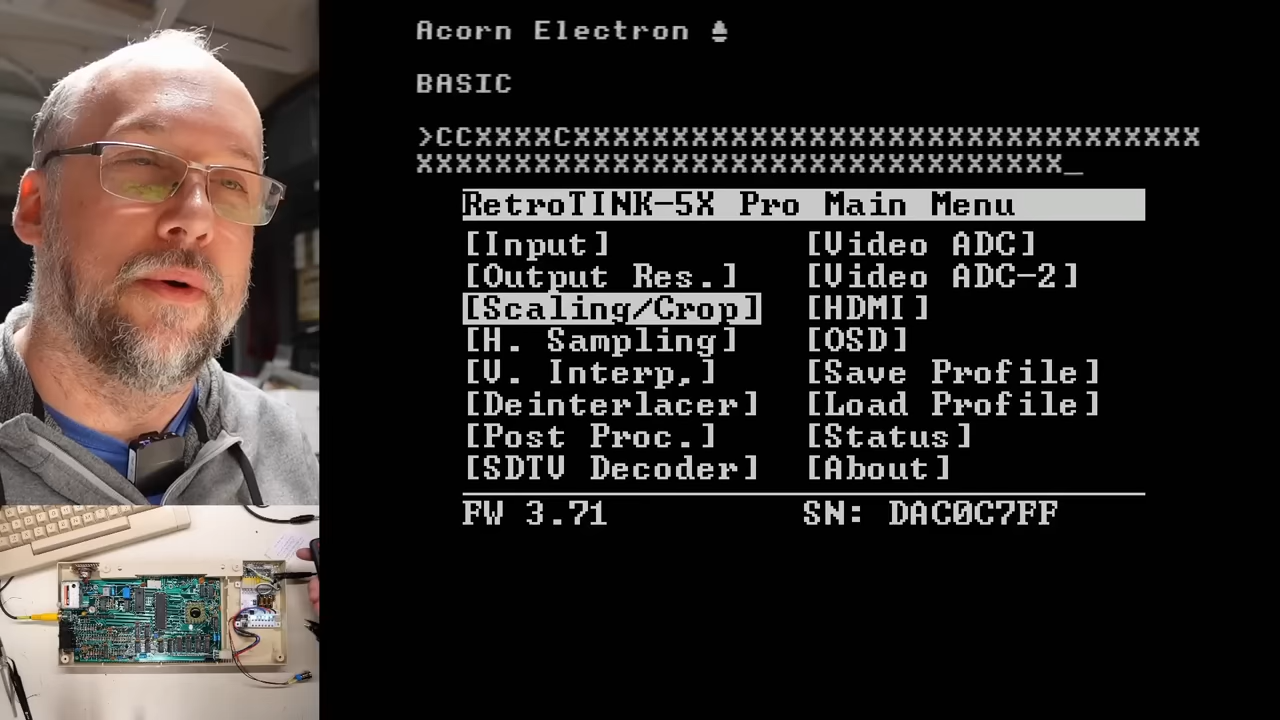 Acorn Electron
BASIC
>CCXXXXCXXXXXXXXXXXXXXXXXXXXXXXXXXXXXXXX
XXXXXXXXXXXXXXXXXXXXXXXXXXXXXXXXX_
RetroTINK-5X Pro Main Menu
[Input] [Video ADC]
[Output Res.] [Video ADC-2]
[Scaling/Crop] [HDMI]
[H. Sampling] [OSD]
[V. Interp,] [Save Profile]
[Deinterlacer] [Load Profile]
[Post Proc.] [Status]
[SDTV Decoder] [About]
FW 3.71 SN: DAC0C7FF